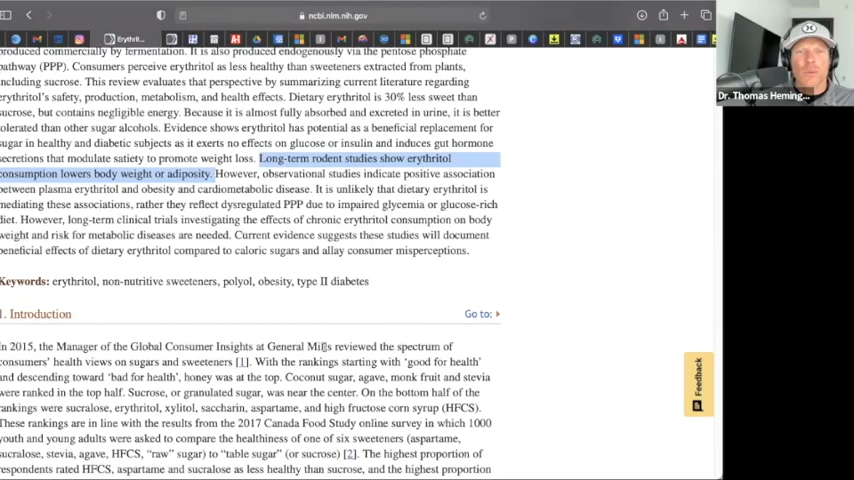 ncbi.nlm.nih.gov
Erythrit...
Dr. Thomas Heming...
produced commercially by fermentation. It is also produced endogenously via the pentose phosphate
pathway (PPP). Consumers perceive erythritol as less healthy than sweeteners extracted from plants,
including sucrose. This review evaluates that perspective by summarizing current literature regarding
erythritol's safety, production, metabolism, and health effects. Dietary erythritol is 30% less sweet than
sucrose, but contains negligible energy. Because it is almost fully absorbed and excreted in urine, it is better
tolerated than other sugar alcohols. Evidence shows erythritol has potential as a beneficial replacement for
sugar in healthy and diabetic subjects as it exerts no effects on glucose or insulin and induces gut hormone
secretions that modulate satiety to promote weight loss. Long-term rodent studies show erythritol
consumption lowers body weight or adiposity. However, observational studies indicate positive association
between plasma erythritol and obesity and cardiometabolic disease. It is unlikely that dietary erythritol is
mediating these associations, rather they reflect dysregulated PPP due to impaired glycemia or glucose-rich
diet. However, long-term clinical trials investigating the effects of chronic erythritol consumption on body
weight and risk for metabolic diseases are needed. Current evidence suggests these studies will document
beneficial effects of dietary erythritol compared to caloric sugars and allay consumer misperceptions.
Keywords: erythritol, non-nutritive sweeteners, polyol, obesity, type II diabetes
1. Introduction
Go to:
In 2015, the Manager of the Global Consumer Insights at General Mills reviewed the spectrum of
consumers' health views on sugars and sweeteners [1]. With the rankings starting with 'good for health'
and descending toward 'bad for health', honey was at the top. Coconut sugar, agave, monk fruit and stevia
were ranked in the top half. Sucrose, or granulated sugar, was near the center. On the bottom half of the
rankings were sucralose, erythritol, xylitol, saccharin, aspartame, and high fructose corn syrup (HFCS).
These rankings are in line with the results from the 2017 Canada Food Study online survey in which 1000
youth and young adults were asked to compare the healthiness of one of six sweeteners (aspartame,
sucralose, stevia, agave, HFCS, "raw" sugar) to "table sugar" (or sucrose) [2]. The highest proportion of
respondents rated HFCS, aspartame and sucralose as less healthy than sucrose, and the highest proportion
Feedback